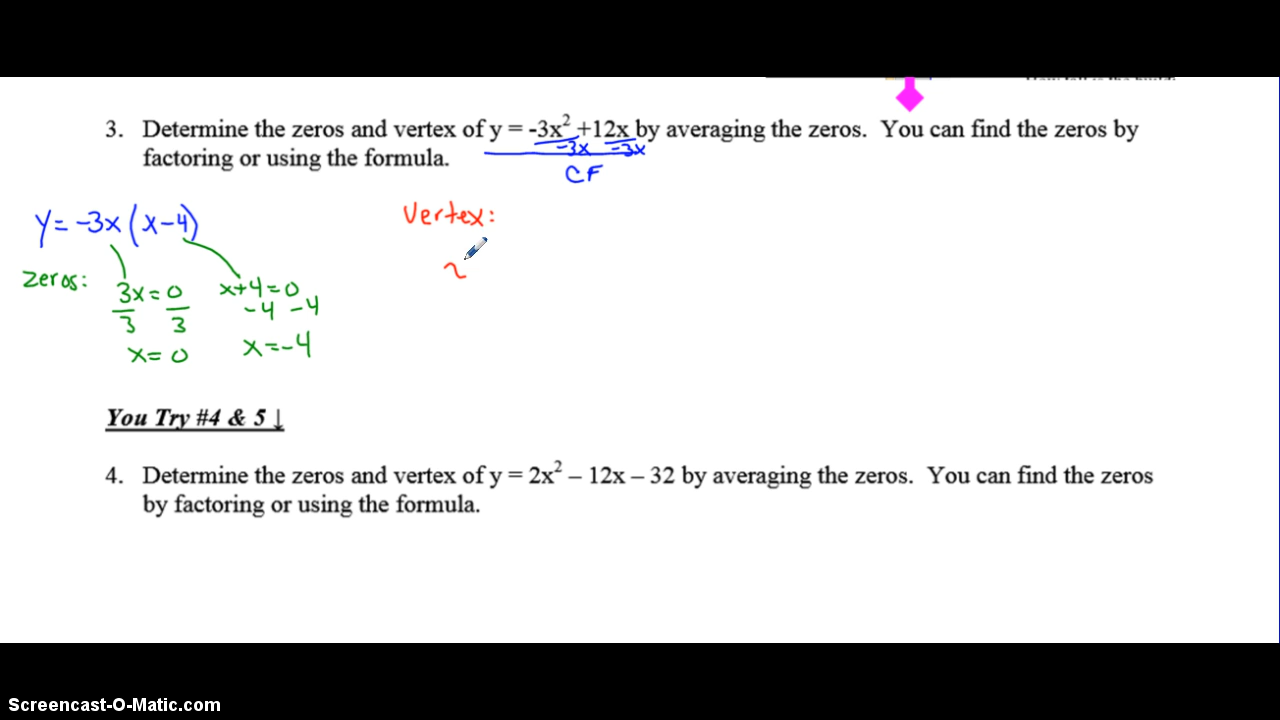 3. Determine the zeros and vertex of y = -3x² +12x by averaging the zeros. You can find the zeros by
factoring or using the formula.
-3x -3x
CF
y = -3x(x-4)
Vertex:
2
zeros:
3x = 0 x+4=0
3 3 -4 -4
x = 0 x=-4
You Try #4 & 5 ↓
4. Determine the zeros and vertex of y = 2x² – 12x – 32 by averaging the zeros. You can find the zeros
by factoring or using the formula.
Screencast-O-Matic.com